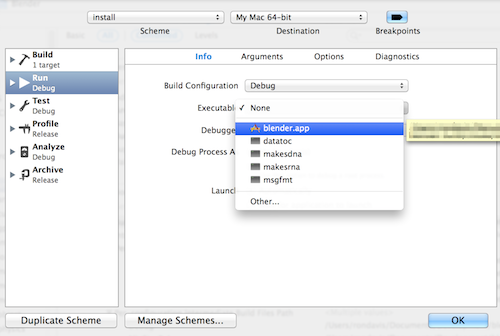 install
My Mac 64-bit
Scheme
Destination
Breakpoints
Build
1 target
Run
Debug
Test
Debug
Profile
Release
Analyze
Debug
Archive
Release
Info
Arguments
Options
Diagnostics
Build Configuration
Debug
Executabl
None
blender.app
datatoc
makesdna
makesrna
msgfmt
Other...
Debugge
Debug Process A
Launc
Duplicate Scheme
Manage Schemes...
OK